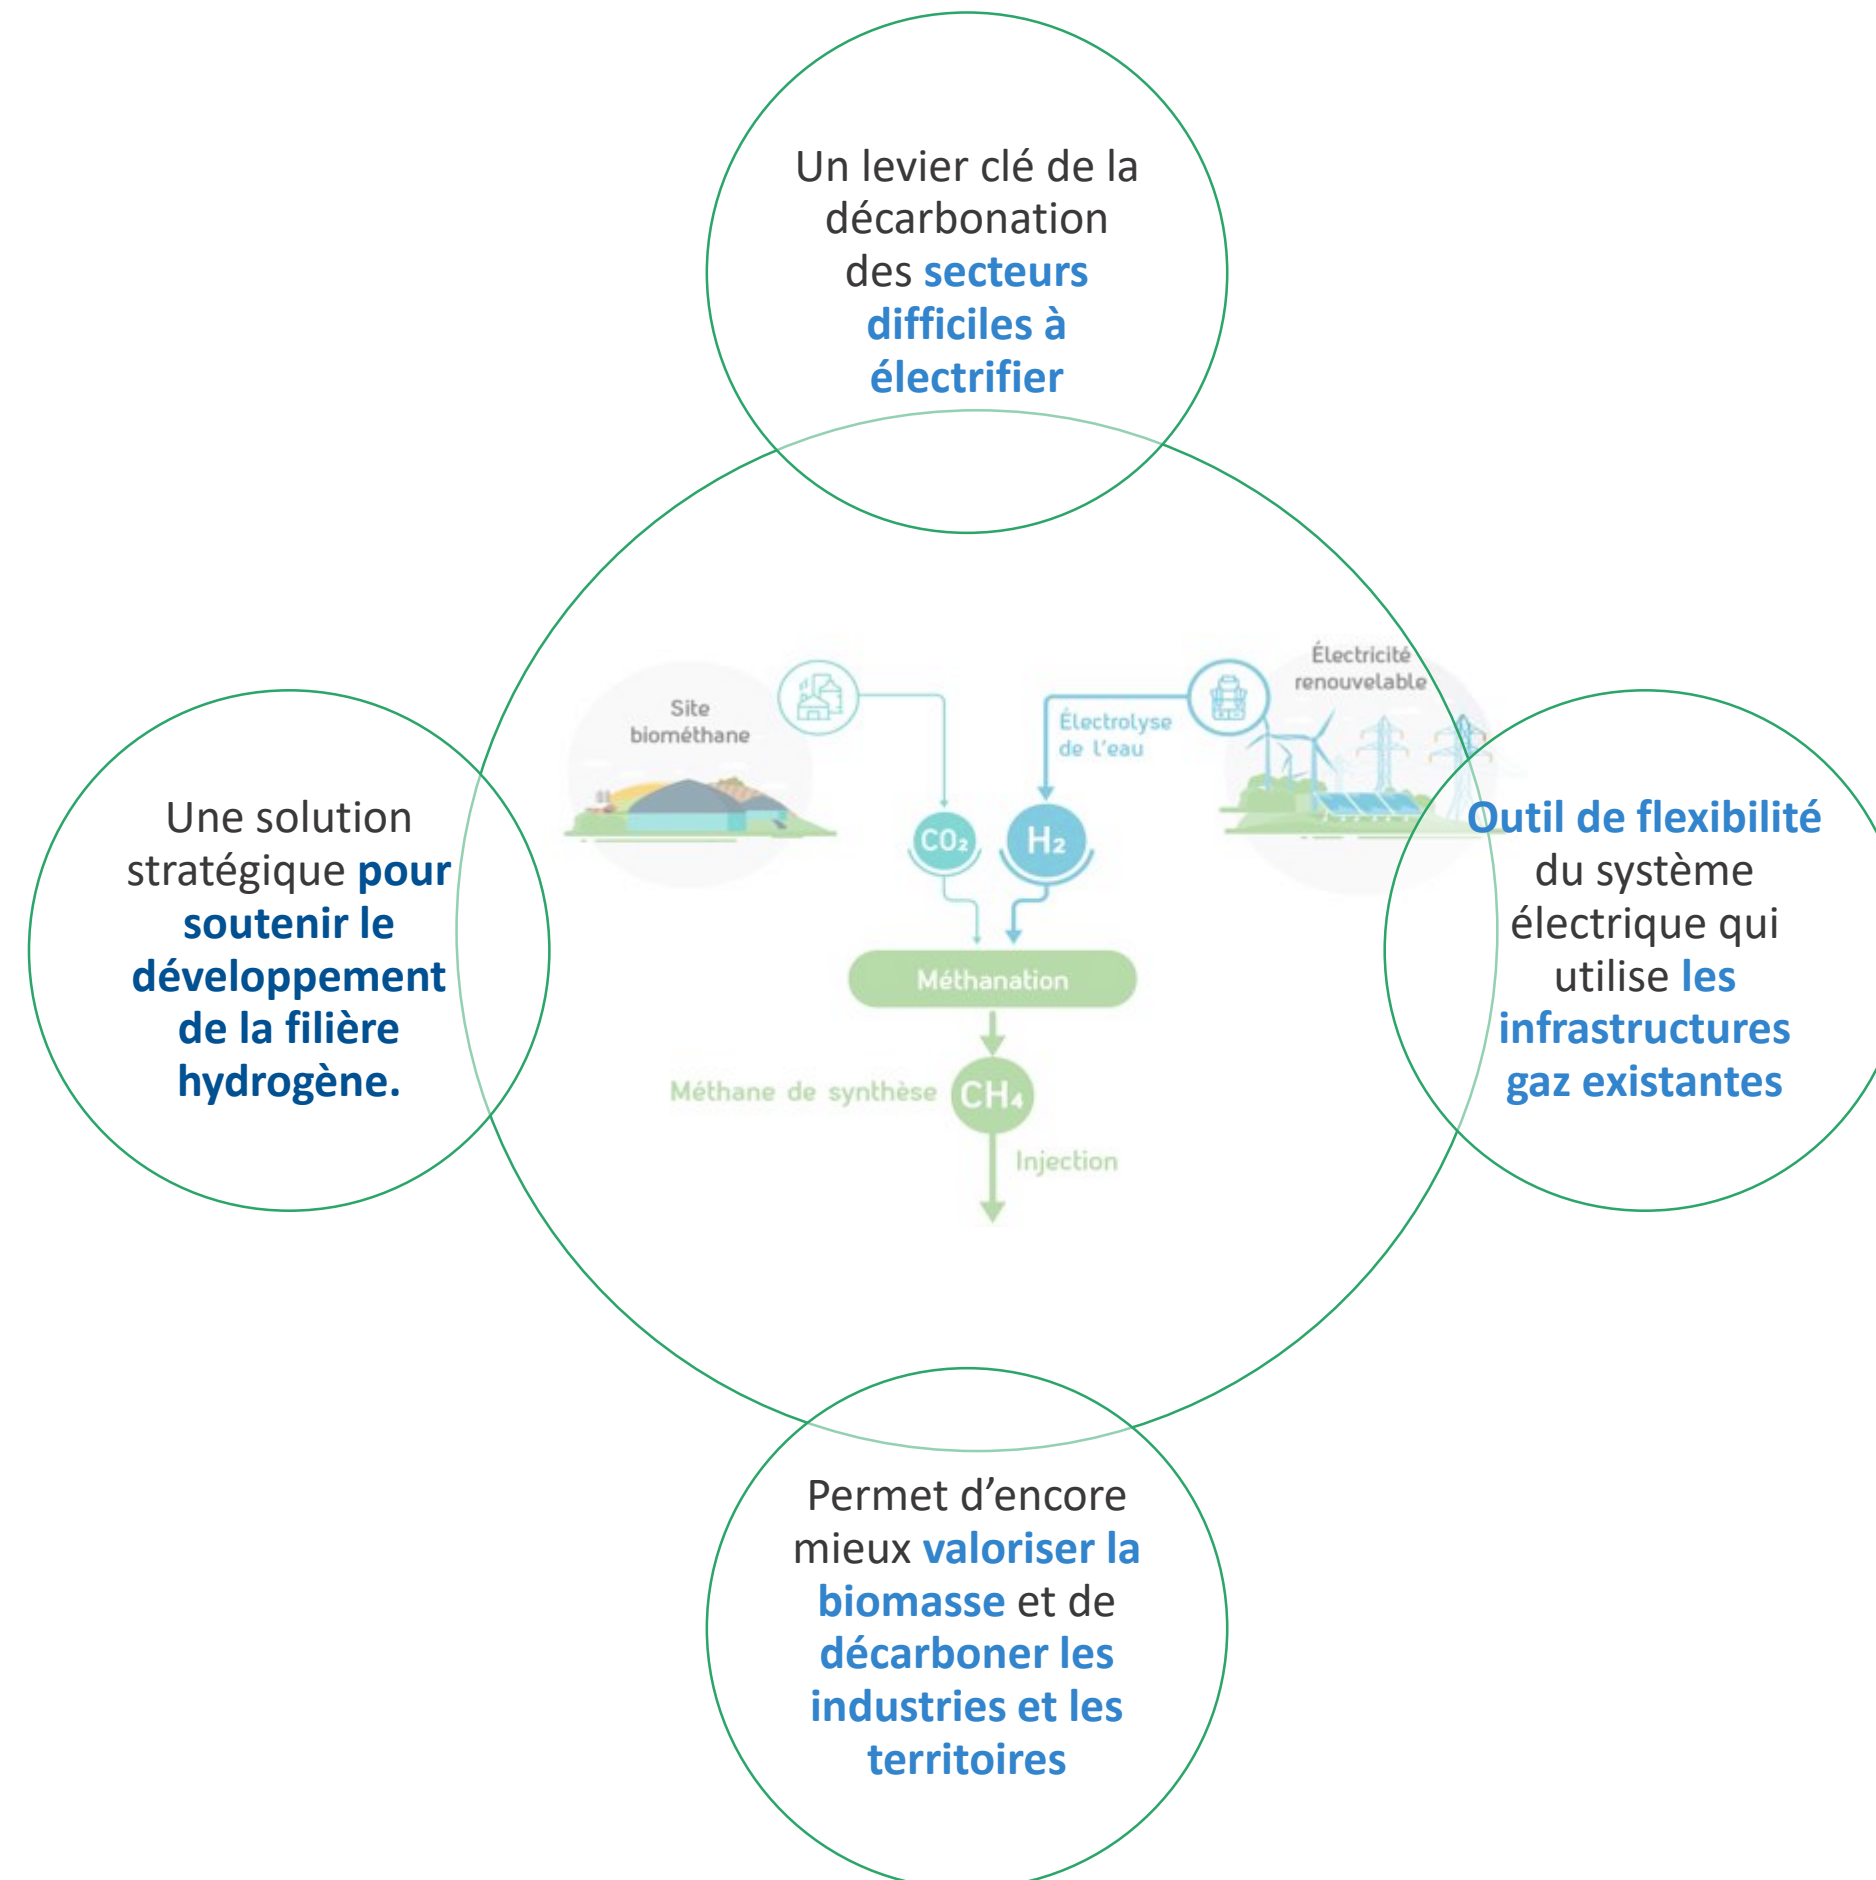 Un levier clé de la
décarbonation
des secteurs
difficiles à
électrifier
Site
biométhane
Électrolyse
de l'eau
Électricité
renouvelable
CO₂
H₂
Méthanation
Méthane de synthèse CH₄
Injection
Une solution
stratégique pour
soutenir le
développement
de la filière
hydrogène.
Outil de flexibilité
du système
électrique qui
utilise les
infrastructures
gaz existantes
Permet d’encore
mieux valoriser la
biomasse et de
décarboner les
industries et les
territoires